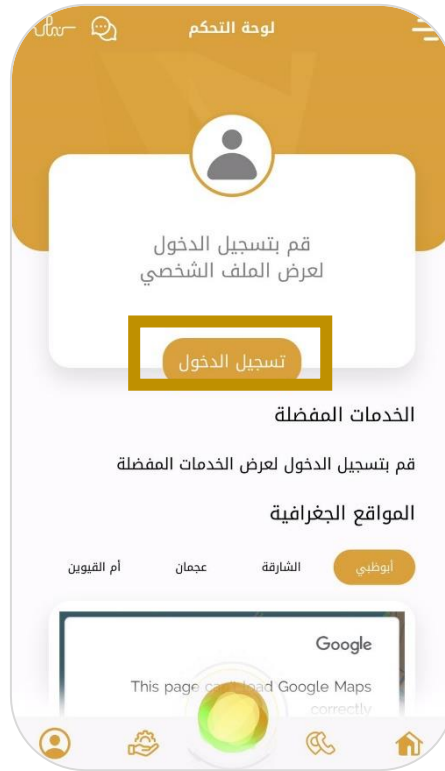 لوحة التحكم
قم بتسجيل الدخول
لعرض الملف الشخصي
تسجيل الدخول
الخدمات المفضلة
قم بتسجيل الدخول لعرض الخدمات المفضلة
المواقع الجغرافية
أبوظبي الشارقة عجمان أم القيوين
Google
This page can't load Google Maps
correctly